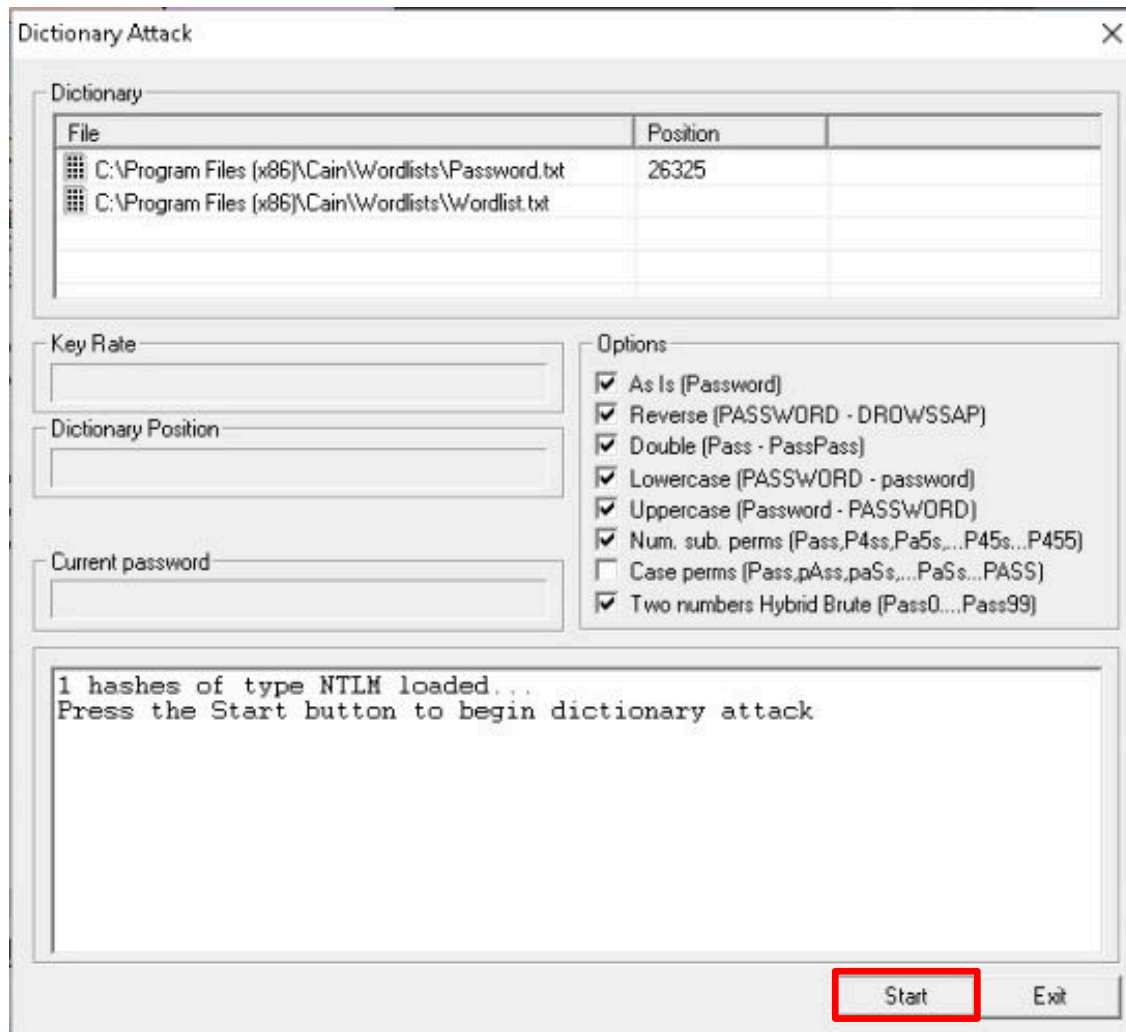 Dictionary Attack
Dictionary
File Position
C:\Program Files (x86)\Cain\Wordlists\Password.txt 26325
C:\Program Files (x86)\Cain\Wordlists\Wordlist.txt
Key Rate
Dictionary Position
Current password
Options
As Is (Password)
Reverse (PASSWORD - DROWSSAP)
Double (Pass - PassPass)
Lowercase (PASSWORD - password)
Uppercase (Password - PASSWORD)
Num. sub. perms (Pass,P4ss,Pa5s,...P45s...P455)
Case perms (Pass,pAss,paSs,...PaSs...PASS)
Two numbers Hybrid Brute (Pass0....Pass99)
1 hashes of type NTLM loaded...
Press the Start button to begin dictionary attack
Start Exit